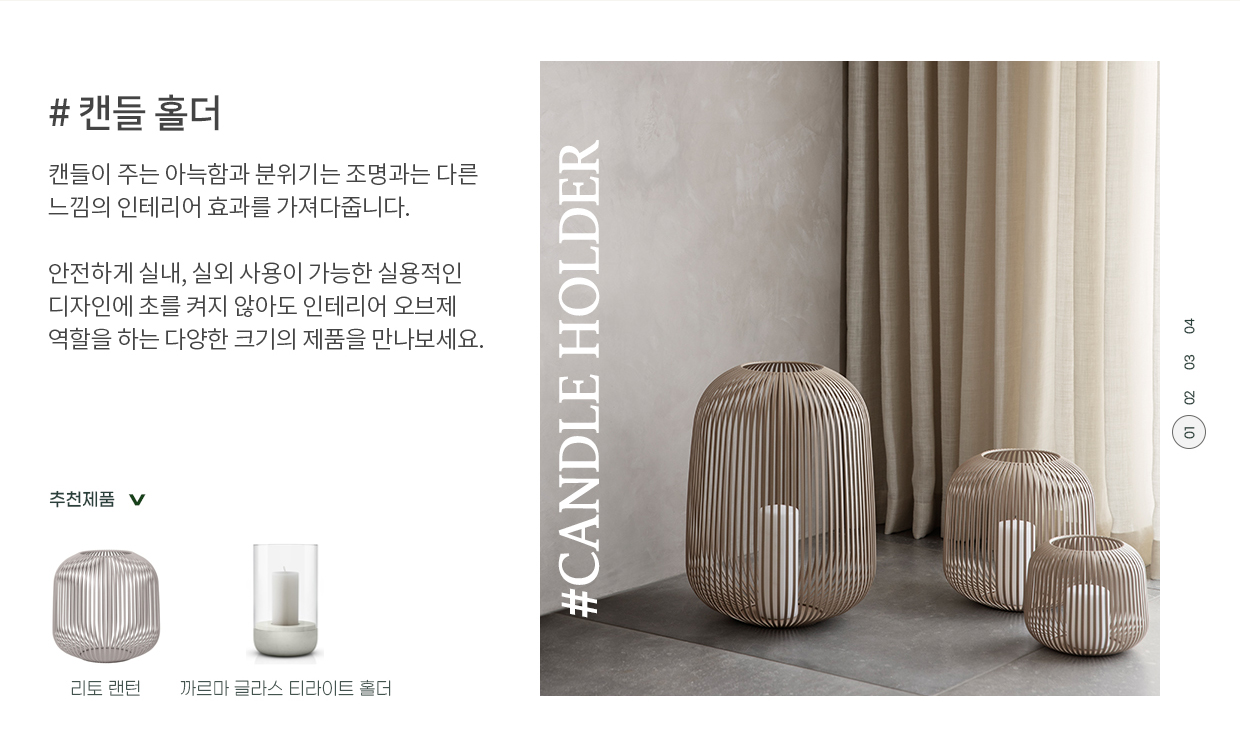 # 캔들 홀더
캔들이 주는 아늑함과 분위기는 조명과는 다른
느낌의 인테리어 효과를 가져다줍니다.
안전하게 실내, 실외 사용이 가능한 실용적인
디자인에 초를 켜지 않아도 인테리어 오브제
역할을 하는 다양한 크기의 제품을 만나보세요.
추천제품
리토 랜턴
까르마 글라스 티라이트 홀더
#CANDLE HOLDER
04
03
02
01